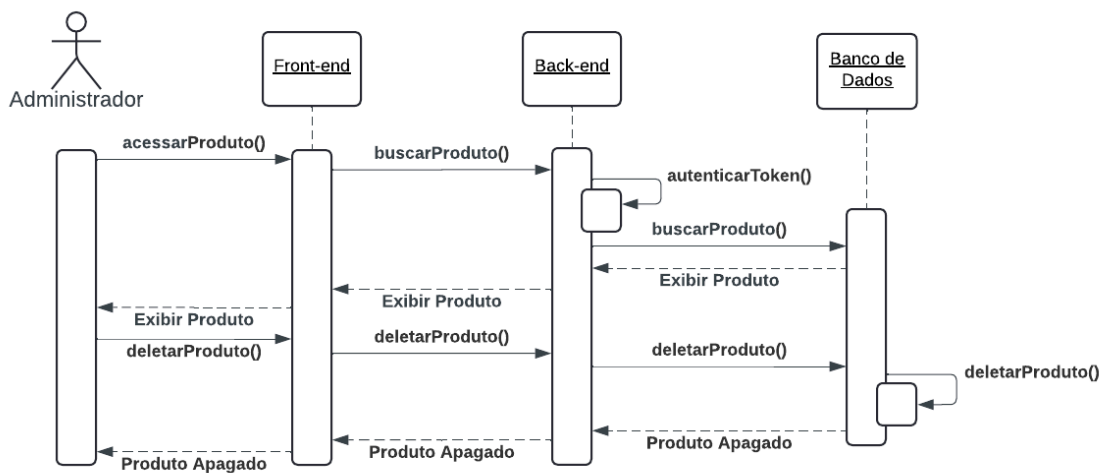 Administrador
Front-end
Back-end
Banco de
Dados
acessarProduto()
buscarProduto()
autenticarToken()
buscarProduto()
Exibir Produto
Exibir Produto
Exibir Produto
deletarProduto()
deletarProduto()
deletarProduto()
deletarProduto()
Produto Apagado
Produto Apagado
Produto Apagado